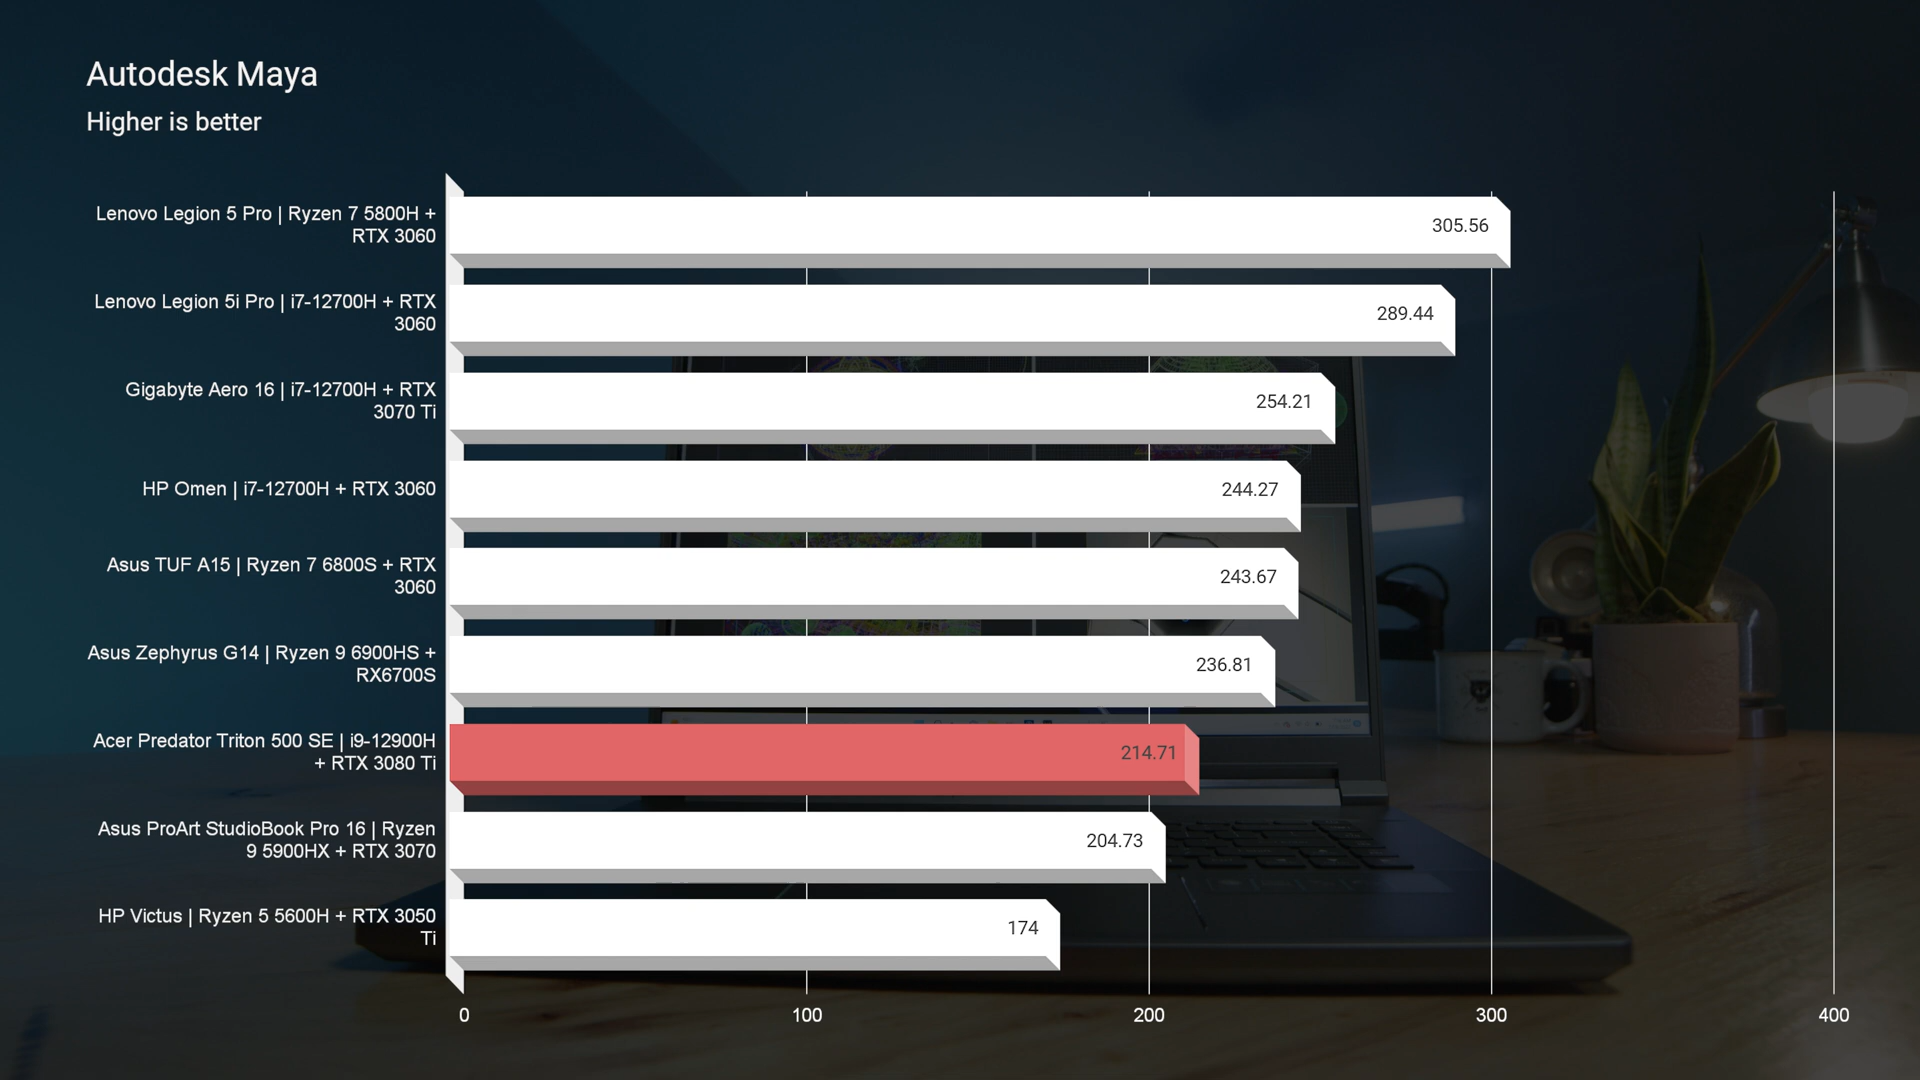 Autodesk Maya
Higher is better
Lenovo Legion 5 Pro | Ryzen 7 5800H +
RTX 3060
305.56
Lenovo Legion 5i Pro | i7-12700H + RTX
3060
289.44
Gigabyte Aero 16 | i7-12700H + RTX
3070 Ti
254.21
HP Omen | i7-12700H + RTX 3060
244.27
Asus TUF A15 | Ryzen 7 6800S + RTX
3060
243.67
Asus Zephyrus G14 | Ryzen 9 6900HS +
RX6700S
236.81
Acer Predator Triton 500 SE | i9-12900H
+ RTX 3080 Ti
214.71
Asus ProArt StudioBook Pro 16 | Ryzen
9 5900HX + RTX 3070
204.73
HP Victus | Ryzen 5 5600H + RTX 3050
Ti
174
0
100
200
300
400